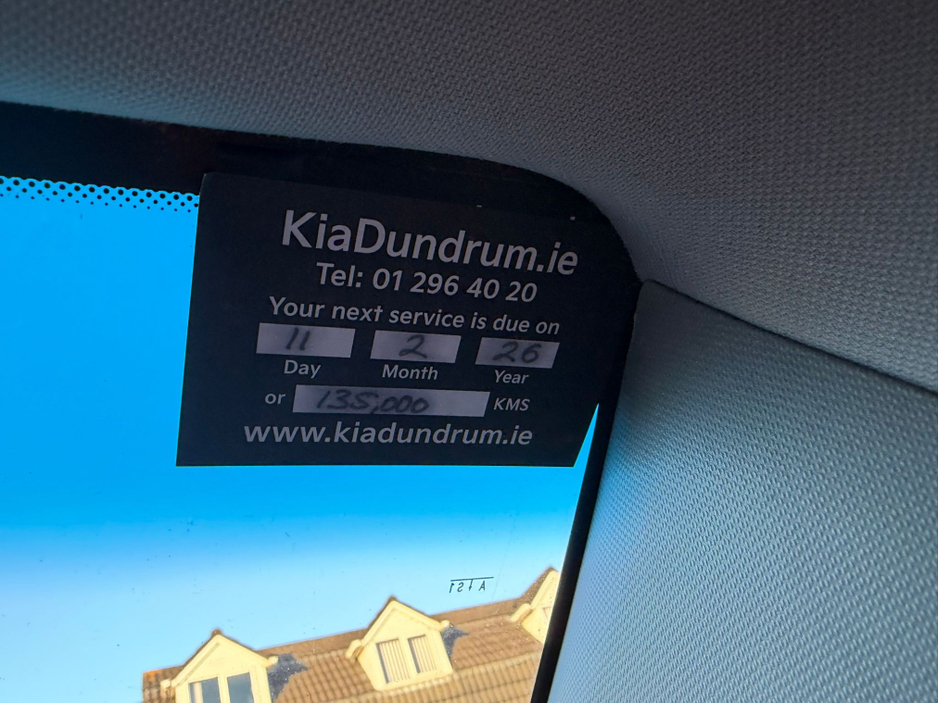 KiaDundrum.ie
Tel: 01 296 40 20
Your next service is due on
11 2 26
Day Month Year
or 135,000 KMS
www.kiadundrum.ie